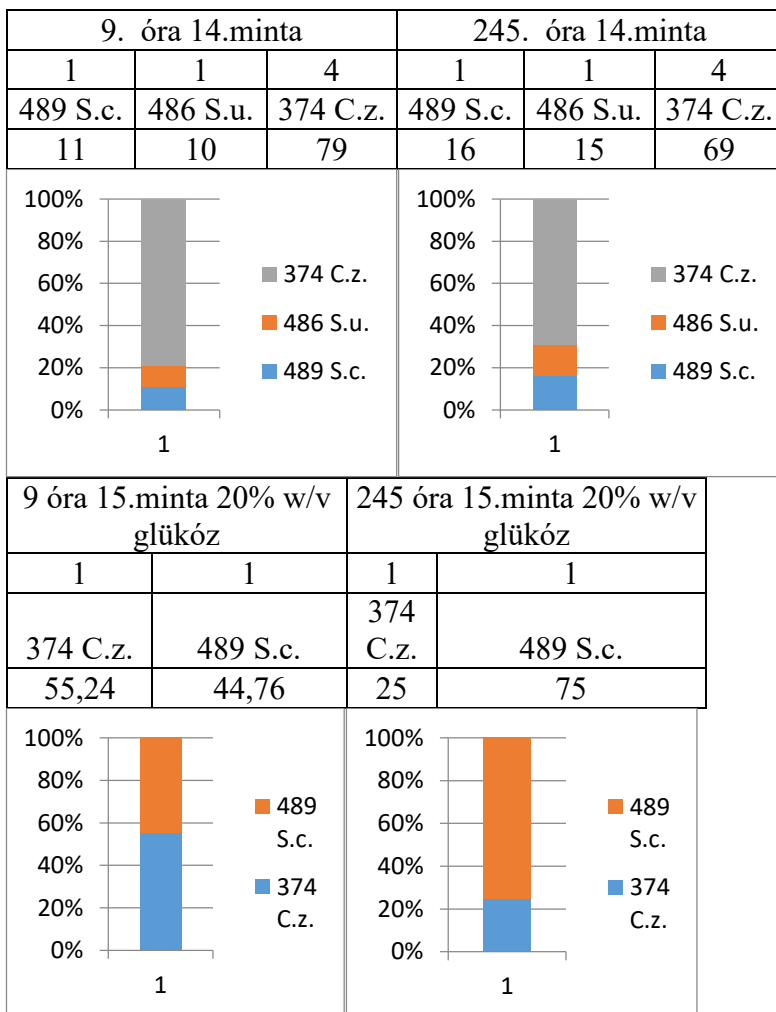 9. óra 14.minta 245. óra 14.minta
1 1 4 1 1 4
489 S.c. 486 S.u. 374 C.z. 489 S.c. 486 S.u. 374 C.z.
11 10 79 16 15 69
100%
80%
60%
40%
20%
0%
1
374 C.z.
486 S.u.
489 S.c.
100%
80%
60%
40%
20%
0%
1
374 C.z.
486 S.u.
489 S.c.
9 óra 15.minta 20% w/v 245 óra 15.minta 20% w/v
glükóz glükóz
1 1 1 1
374
374 C.z. 489 S.c. C.z. 489 S.c.
55,24 44,76 25 75
100%
80%
60%
40%
20%
0%
1
489
S.c.
374
C.z.
100%
80%
60%
40%
20%
0%
1
489
S.c.
374
C.z.